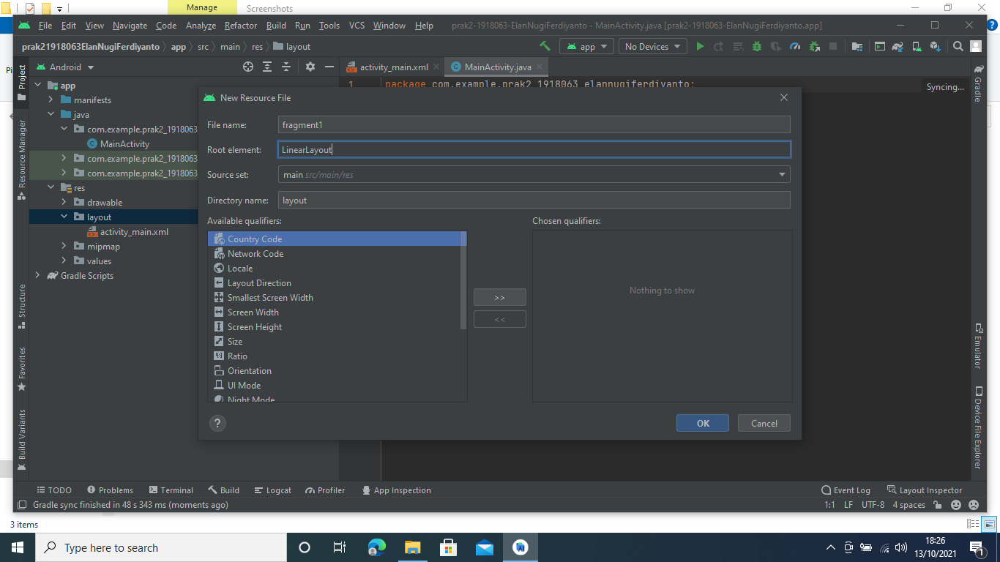 Manage
Screenshots
File Edit View Navigate Code Analyze Refactor Build Run Tools VCS Window Help prak2-1918063-ElanNugiFerdiyanto - MainActivity.java [prak2-1918063-ElanNugiFerdiyanto.app]
prak21918063ElanNugiFerdiyanto app src main res layout app No Devices
Project
Android
activity_main.xml
MainActivity.java
Pi
app
1 package com.example.prak2_1918063_elannugiferdiyanto;
Syncing...
Gradle
manifests
java
com.example.prak2_1918063
MainActivity
com.example.prak2_1918063
com.example.prak2_1918063
res
drawable
layout
activity_main.xml
mipmap
values
Gradle Scripts
Resource Manager
Structure
Favorites
Build Variants
New Resource File
File name: fragment1
Root element: LinearLayout
Source set: main src/main/res
Directory name: layout
Available qualifiers:
Chosen qualifiers:
Country Code
Network Code
Locale
Layout Direction
Smallest Screen Width
Screen Width
Screen Height
Size
Ratio
Orientation
UI Mode
Night Mode
>>
<<
Nothing to show
?
OK
Cancel
Emulator
Device File Explorer
TODO Problems Terminal Build Logcat Profiler App Inspection Event Log Layout Inspector
Gradle sync finished in 48 s 343 ms (moments ago) 1:1 LF UTF-8 4 spaces
3 items
Type here to search
18:26
13/10/2021
1